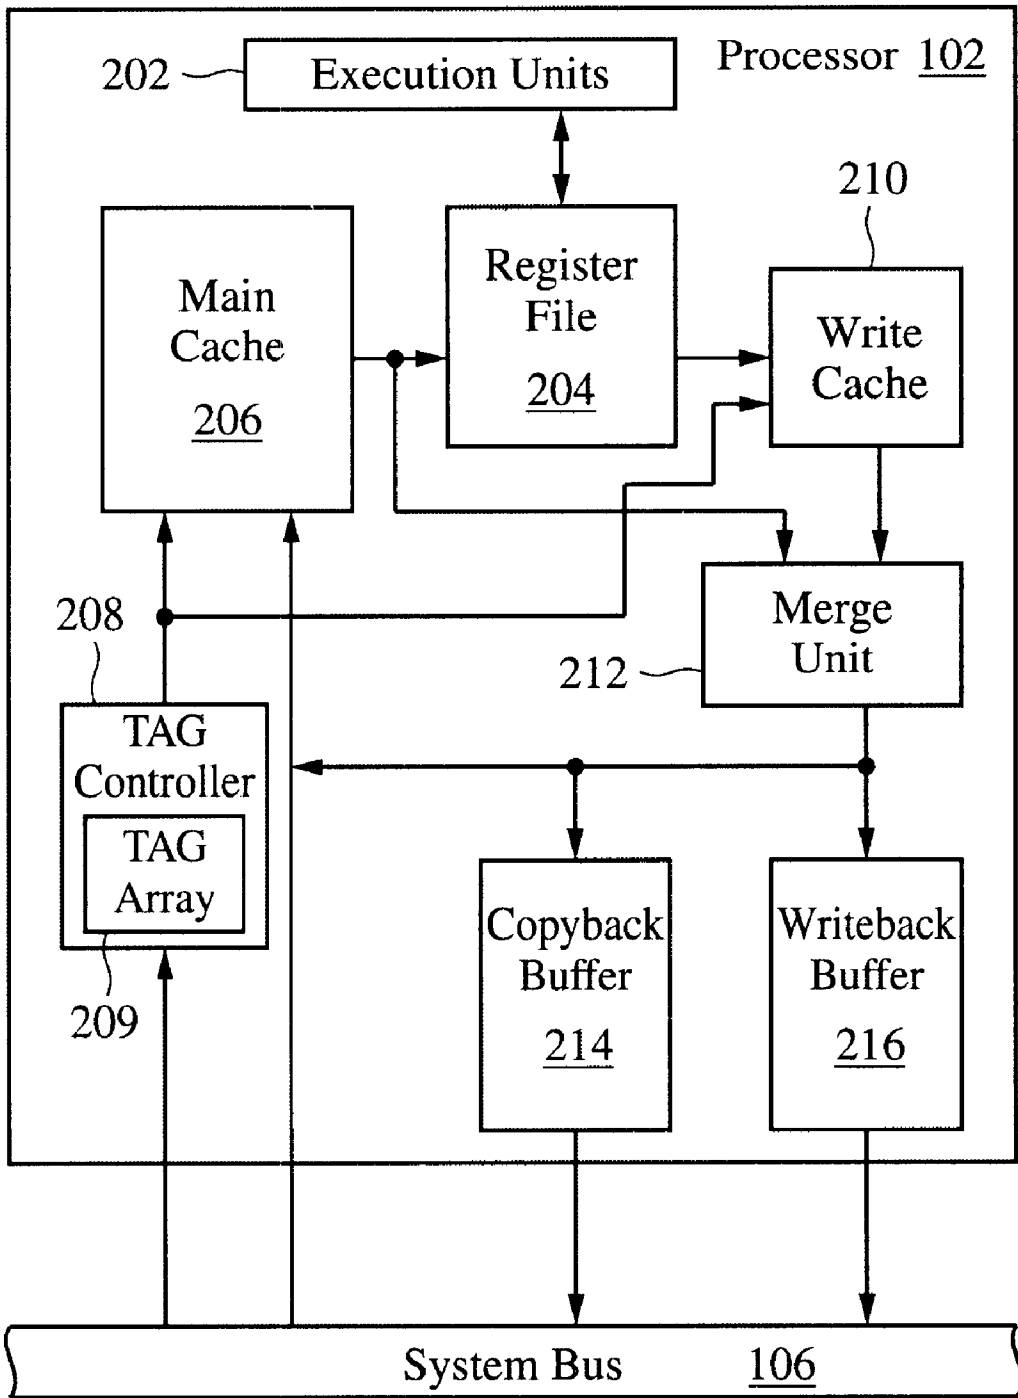 Processor 102
202
Execution Units
210
Main
Cache
206
Register
File
204
Write
Cache
208
Merge
Unit
212
TAG
Controller
TAG
Array
209
Copyback
Buffer
214
Writeback
Buffer
216
System Bus 106